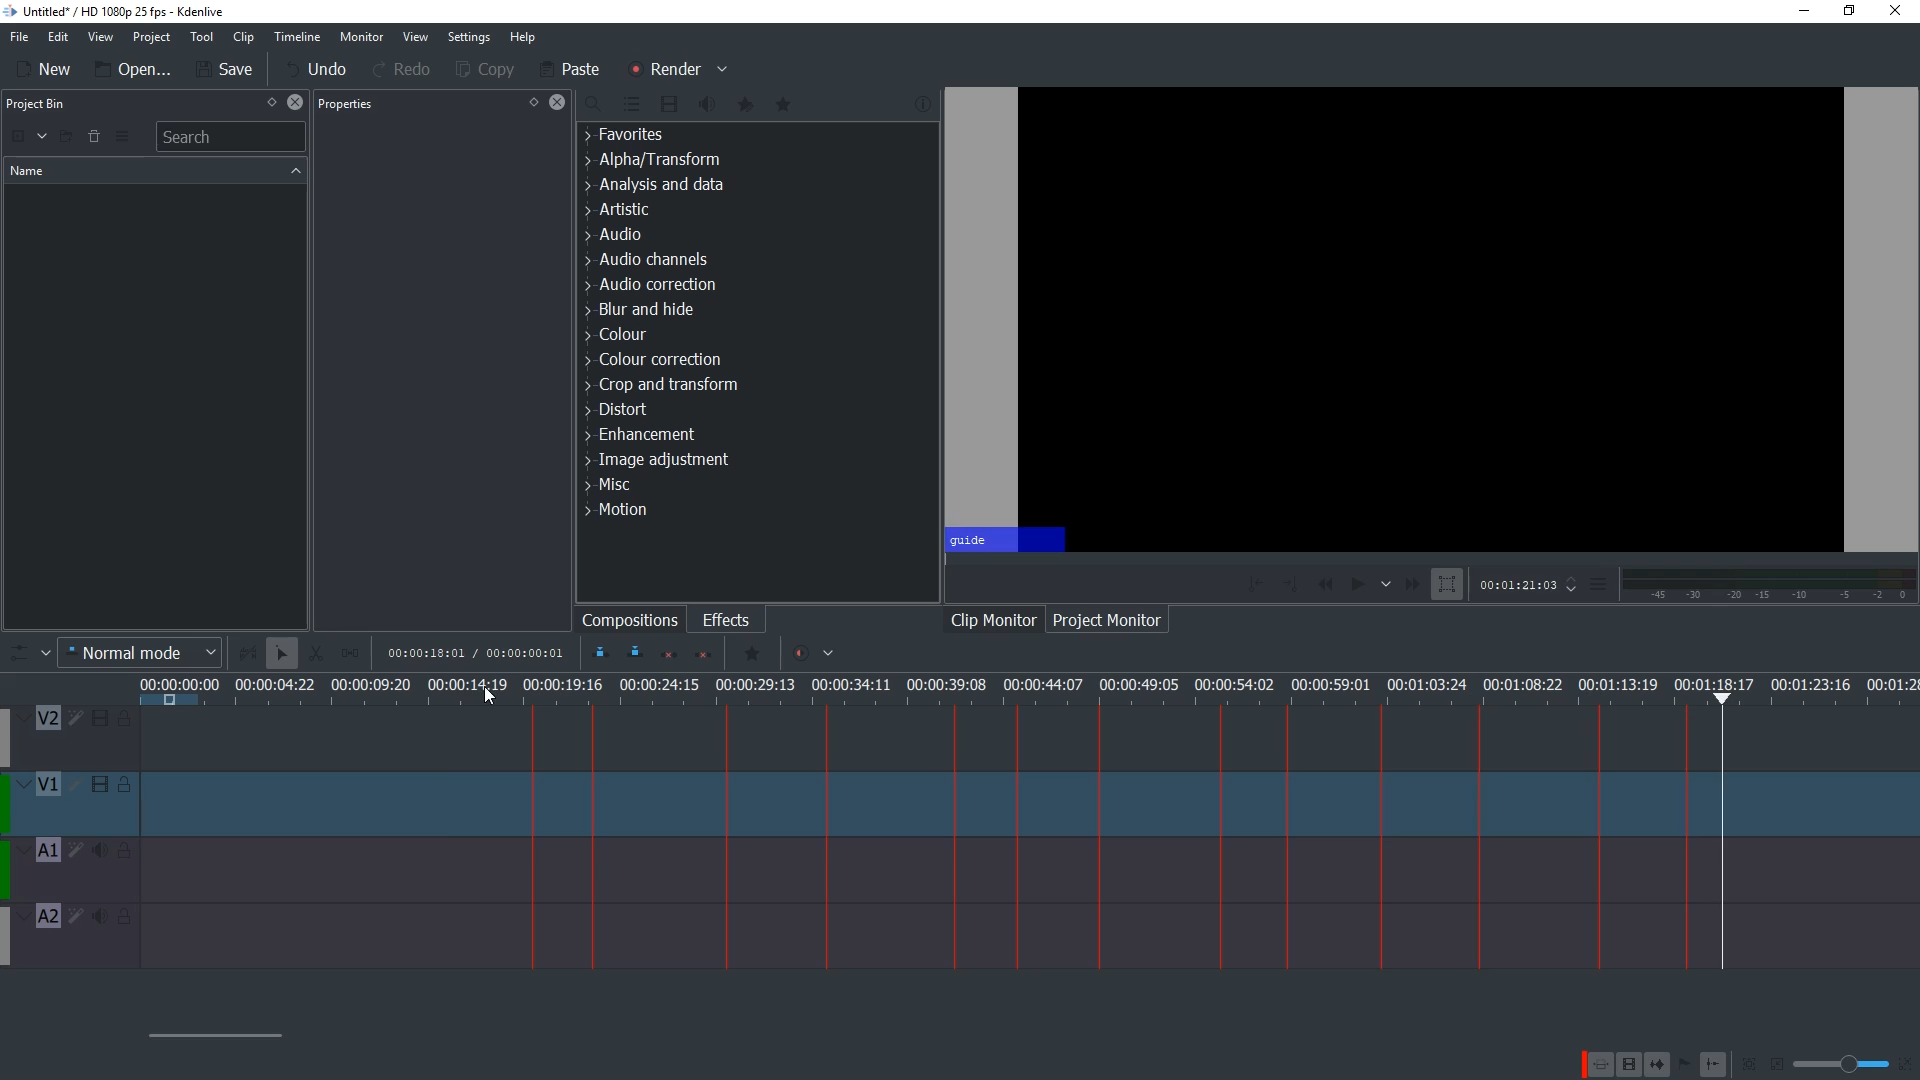 Untitled* / HD 1080p 25 fps - Kdenlive
File Edit View Project Tool Clip Timeline Monitor View Settings Help
New Open... Save Undo Redo Copy Paste Render
Project Bin
Properties
Search
Name
Favorites
Alpha/Transform
Analysis and data
Artistic
Audio
Audio channels
Audio correction
Blur and hide
Colour
Colour correction
Crop and transform
Distort
Enhancement
Image adjustment
Misc
Motion
Compositions Effects
guide
00:01:21:03
-45 -30 -20 -15 -10 -5 -2 0
Clip Monitor Project Monitor
Normal mode
00:00:18:01 / 00:00:00:01
00:00:00:00 00:00:04:22 00:00:09:20 00:00:14:19 00:00:19:16 00:00:24:15 00:00:29:13 00:00:34:11 00:00:39:08 00:00:44:07 00:00:49:05 00:00:54:02 00:00:59:01 00:01:03:24 00:01:08:22 00:01:13:19 00:01:18:17 00:01:23:16 00:01:28
V2
V1
A1
A2